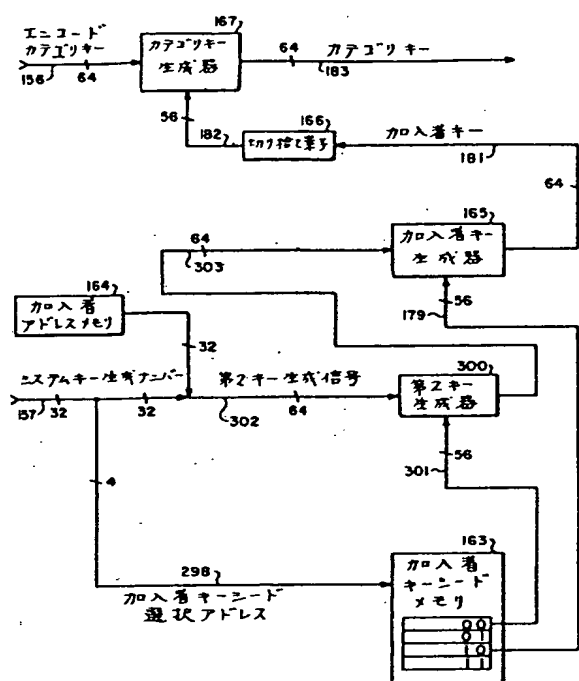 エンコード
カテゴリキー
156
64
167
カテゴリキー
生成器
64
カテゴリ キー
183
56
182
166
切り捨て素子
加入者キー
181
64
64
303
165
加入者キー
生成器
56
179
164
加入者
アドレスメモリ
32
システムキー生成ナンバー
157
32
32
第2キー生成信号
64
302
300
第2キー
生成器
56
301
4
298
加入者キーシード
選択アドレス
163
加入者
キーシード
メモリ
00
01
10
11